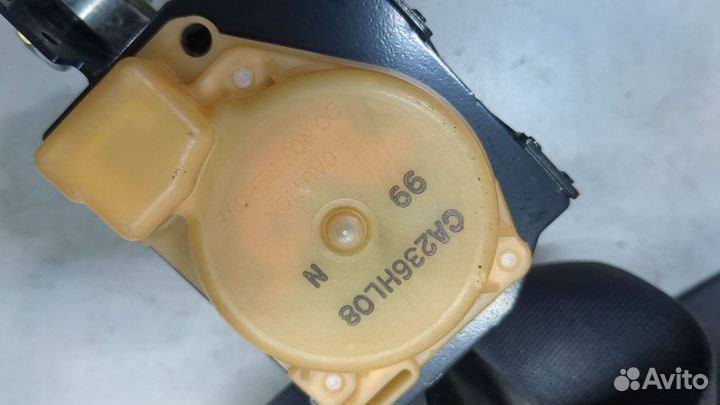 CAUTION
DO NOT REMOVE
99
CA236HL08
N
Avito